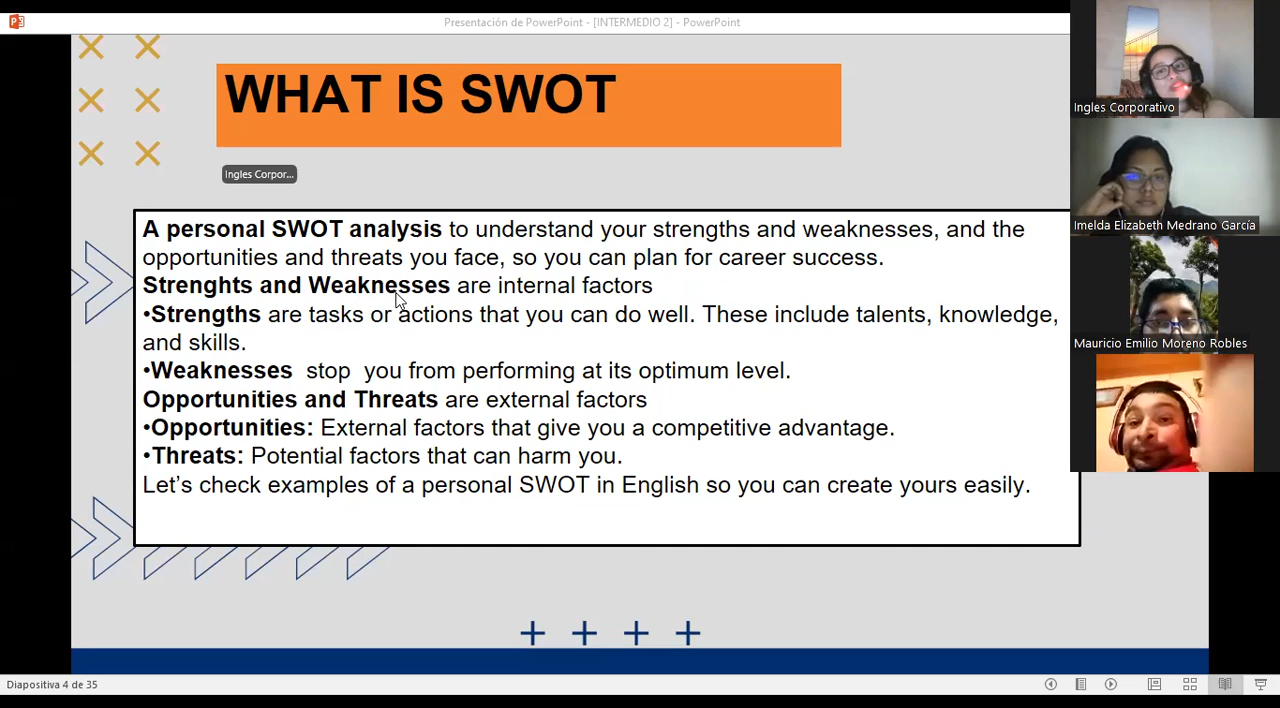 Presentación de PowerPoint - [INTERMEDIO 2] - PowerPoint
WHAT IS SWOT
Ingles Corpor...
A personal SWOT analysis to understand your strengths and weaknesses, and the
opportunities and threats you face, so you can plan for career success.
Strenghts and Weaknesses are internal factors
•Strengths are tasks or actions that you can do well. These include talents, knowledge,
and skills.
•Weaknesses stop you from performing at its optimum level.
Opportunities and Threats are external factors
•Opportunities: External factors that give you a competitive advantage.
•Threats: Potential factors that can harm you.
Let's check examples of a personal SWOT in English so you can create yours easily.
Ingles Corporativo
Imelda Elizabeth Medrano García
Mauricio Emilio Moreno Robles
Diapositiva 4 de 35